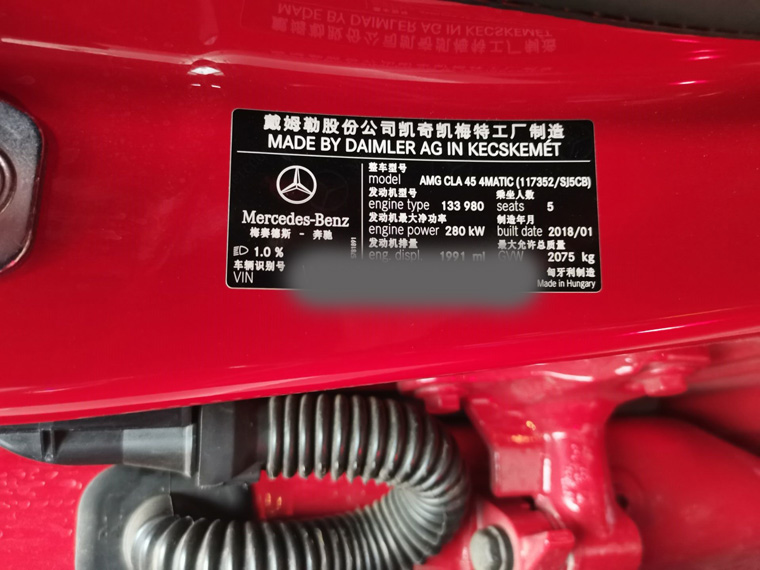 戴姆勒股份公司凯奇凯梅特工厂制造
MADE BY DAIMLER AG IN KECSKEMÉT
整车型号
model AMG CLA 45 4MATIC (117352/SJ5CB)
发动机型号 乘坐人数
engine type 133 980 seats 5
发动机最大净功率 制造年月
engine power 280 kW built date 2018/01
发动机排量 最大允许总质量
eng. displ. 1991 ml GVW 2075 kg
Mercedes-Benz
梅赛德斯 - 奔驰
1.0 %
车辆识别号
VIN
匈牙利制造
Made in Hungary